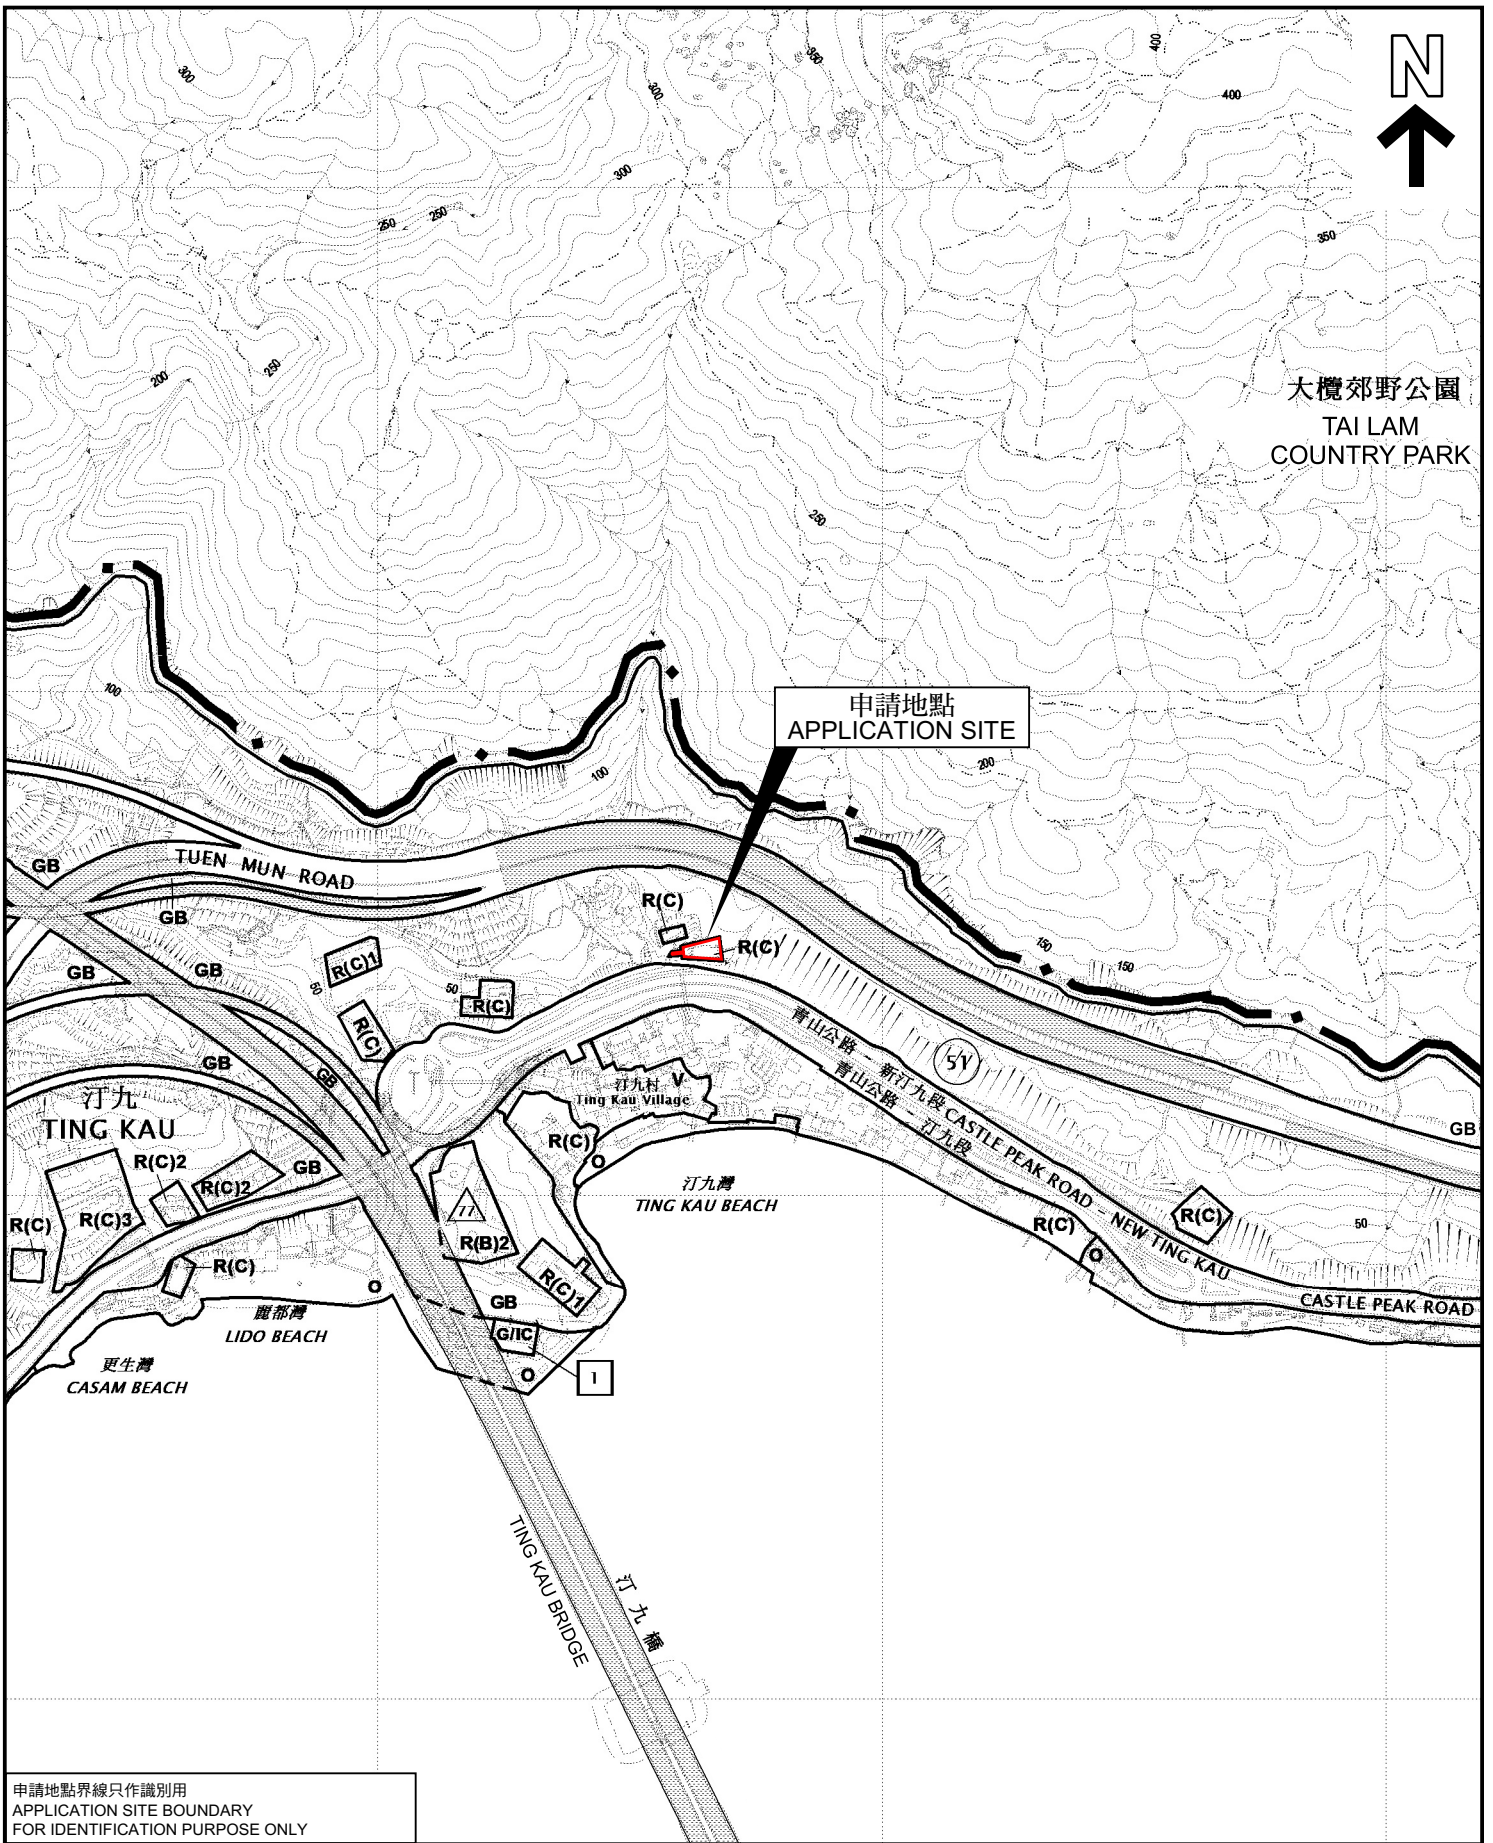 N
300
300
350
400
400
300
250
250
350
250
200
大欖郊野公園
TAI LAM
COUNTRY PARK
250
100
申請地點
APPLICATION SITE
200
100
GB
TUEN MUN ROAD
GB
R(C)
R(C)
150
150
GB
GB
R(C)1
50
50
R(C)
R(C)
GB
GB
汀九
TING KAU
汀九村
V
Ting Kau Village
青山公路 - 新汀九段 CASTLE PEAK ROAD - NEW TING KAU
青山公路 - 汀九段
GB
R(C)
O
R(C)2
R(C)2
GB
R(C)3
R(C)
R(C)
汀九灣
TING KAU BEACH
77
R(B)2
R(C)1
R(C)
O
R(C)
50
CASTLE PEAK ROAD
O
麗都灣
LIDO BEACH
GB
G/IC
O
1
更生灣
CASAM BEACH
TING KAU BRIDGE
汀九橋
申請地點界線只作識別用
APPLICATION SITE BOUNDARY
FOR IDENTIFICATION PURPOSE ONLY